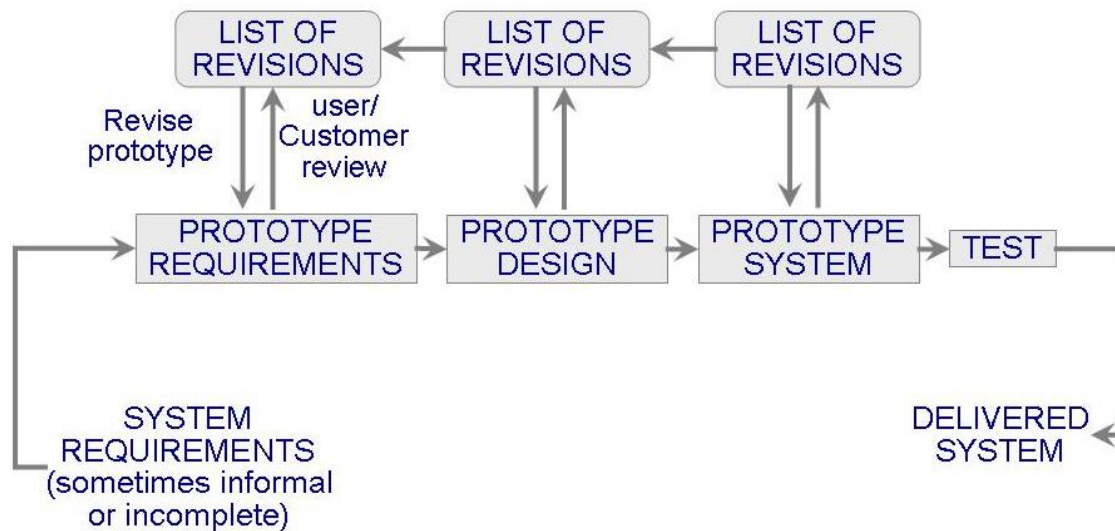 LIST OF
REVISIONS
LIST OF
REVISIONS
LIST OF
REVISIONS
Revise
prototype
user/
Customer
review
PROTOTYPE
REQUIREMENTS
PROTOTYPE
DESIGN
PROTOTYPE
SYSTEM
TEST
SYSTEM
REQUIREMENTS
(sometimes informal
or incomplete)
DELIVERED
SYSTEM